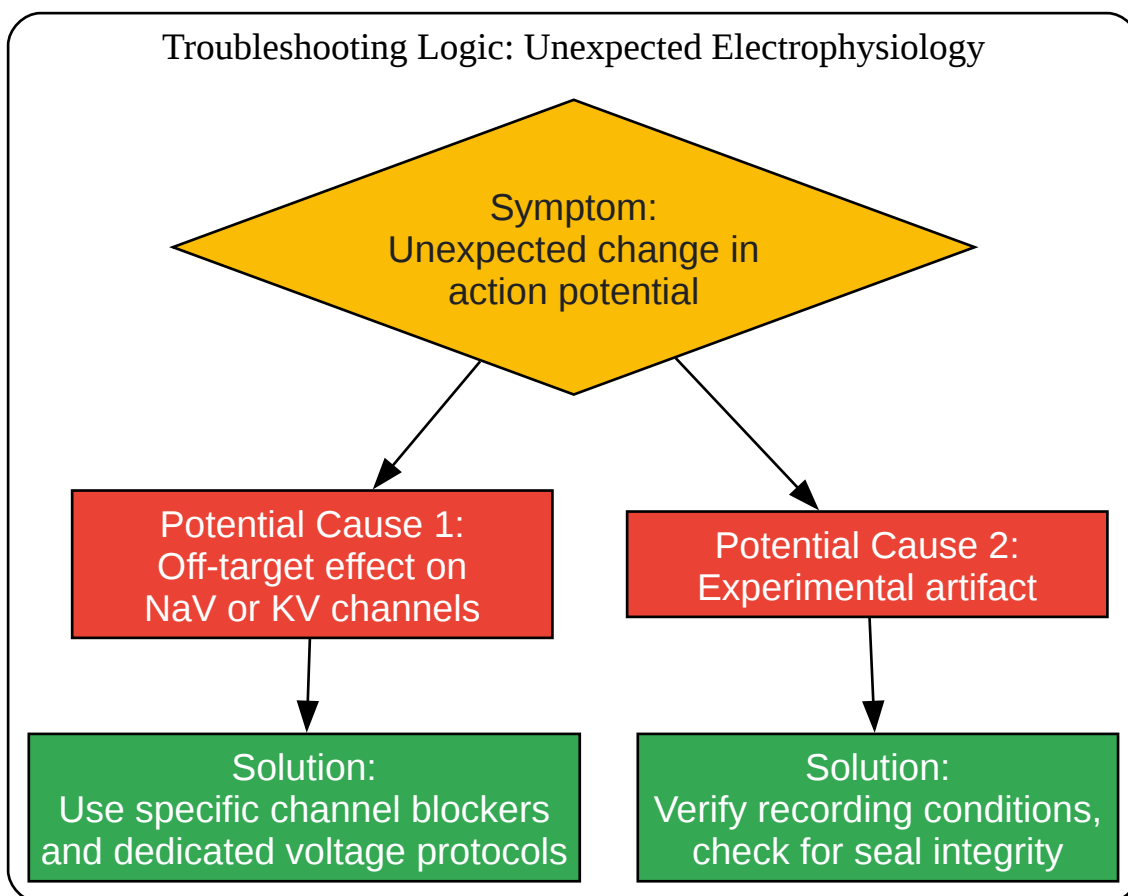 Troubleshooting Logic: Unexpected Electrophysiology
Symptom:
Unexpected change in
action potential
Potential Cause 1:
Off-target effect on
NaV or KV channels
Potential Cause 2:
Experimental artifact
Solution:
Use specific channel blockers
and dedicated voltage protocols
Solution:
Verify recording conditions,
check for seal integrity